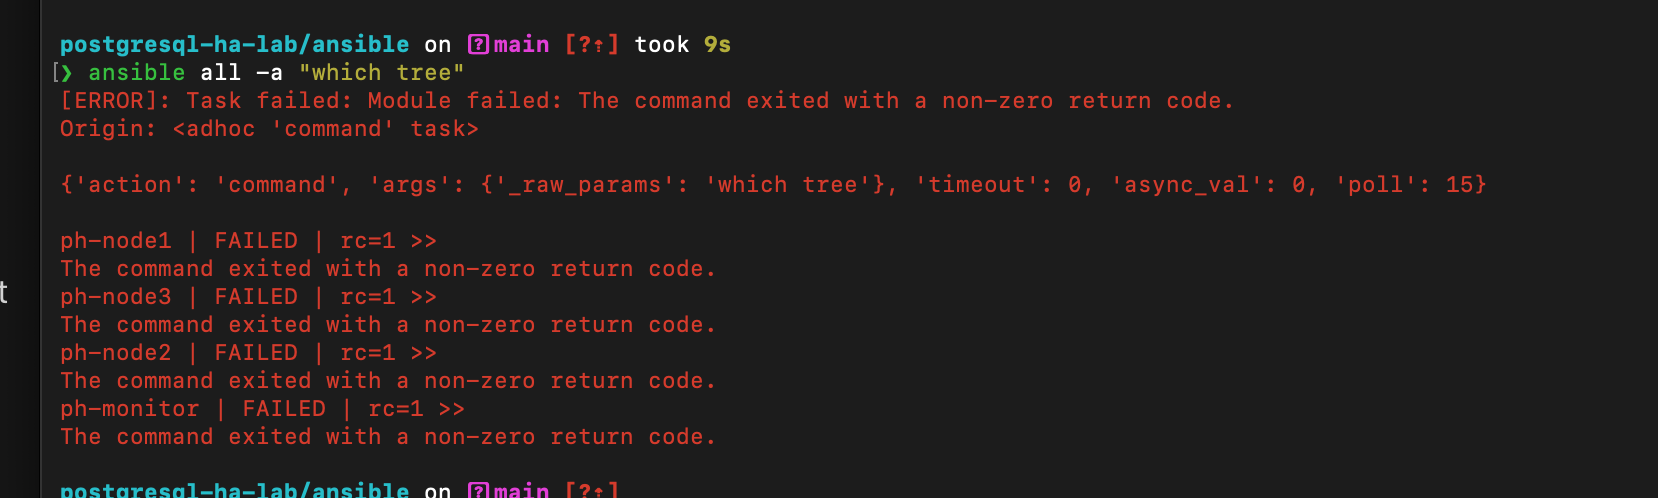 postgresql-ha-lab/ansible on [?]main [?⇡] took 9s
[❯ ansible all -a "which tree"
[ERROR]: Task failed: Module failed: The command exited with a non-zero return code.
Origin: <adhoc 'command' task>
{'action': 'command', 'args': {'_raw_params': 'which tree'}, 'timeout': 0, 'async_val': 0, 'poll': 15}
ph-node1 | FAILED | rc=1 >>
The command exited with a non-zero return code.
ph-node3 | FAILED | rc=1 >>
t
The command exited with a non-zero return code.
ph-node2 | FAILED | rc=1 >>
The command exited with a non-zero return code.
ph-monitor | FAILED | rc=1 >>
The command exited with a non-zero return code.
postgresql-ha-lab/ansible on [?]main [?⇡]